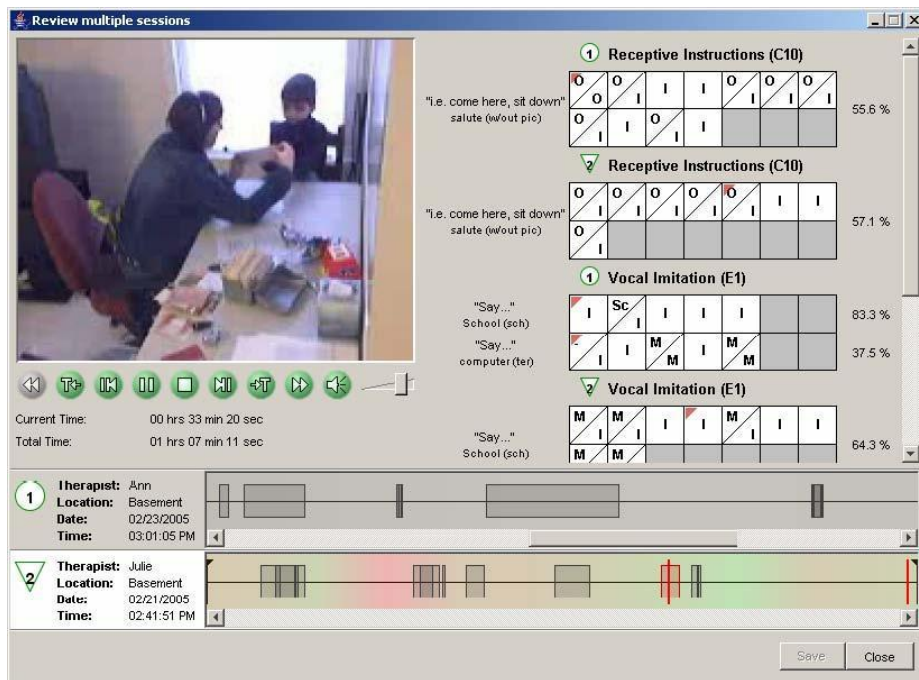 Review multiple sessions
1 Receptive Instructions (C10)
"i.e. come here, sit down"
salute (w/out pic)
O/O O/I I I O/I O/I O/I
O/I I O/I I
55.6 %
2 Receptive Instructions (C10)
"i.e. come here, sit down"
salute (w/out pic)
O/I O/I O/I O/I O/I I I
O/I
57.1 %
1 Vocal Imitation (E1)
"Say..."
School (sch)
I Sc/I I I I
83.3 %
"Say..."
computer (ter)
-/I I M/M I M/M
37.5 %
2 Vocal Imitation (E1)
"Say..."
School (sch)
M/I M/I I I M/I I I
M/ M/
64.3 %
T T
Current Time: 00 hrs 33 min 20 sec
Total Time: 01 hrs 07 min 11 sec
1
Therapist: Ann
Location: Basement
Date: 02/23/2005
Time: 03:01:05 PM
2
Therapist: Julie
Location: Basement
Date: 02/21/2005
Time: 02:41:51 PM
Save Close